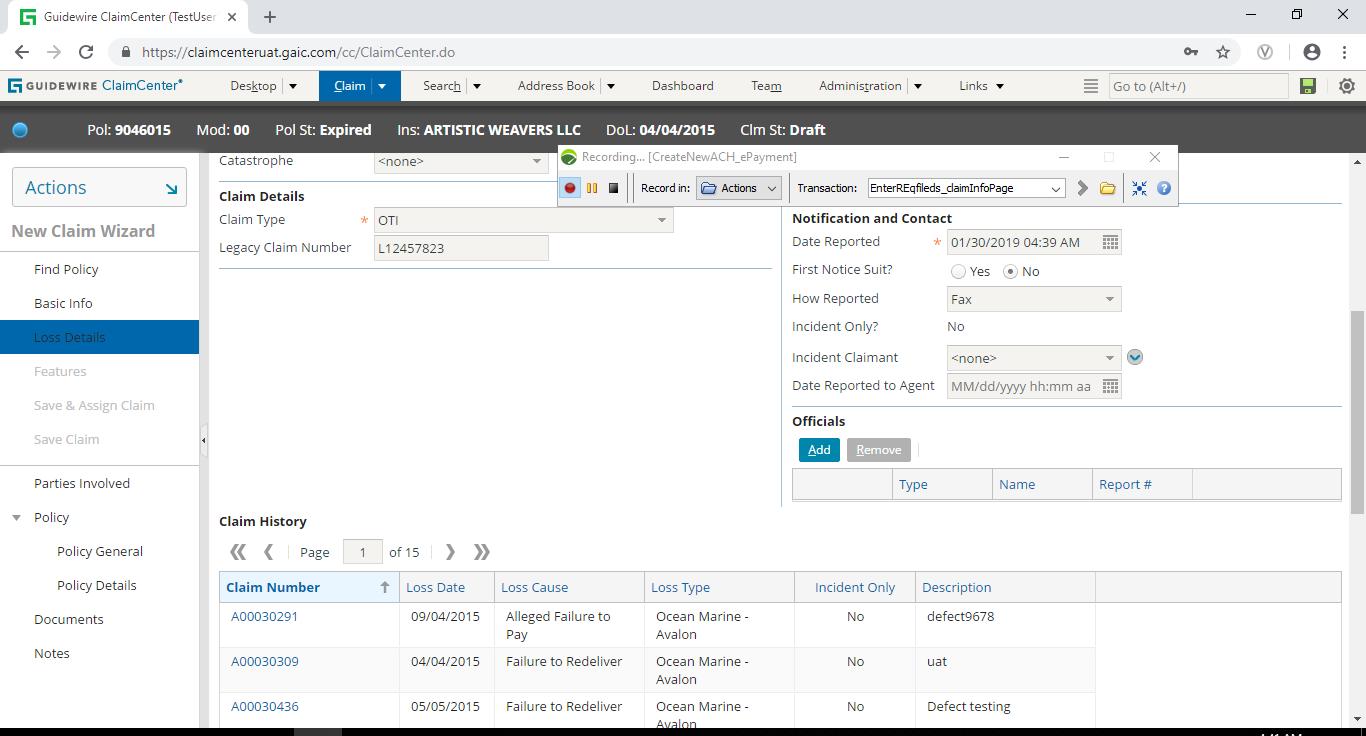 Guidewire ClaimCenter (TestUser
https://claimcenteruat.gaic.com/cc/ClaimCenter.do
GUIDEWIRE ClaimCenter® Desktop Claim Search Address Book Dashboard Team Administration Links Go to (Alt+/)
Pol: 9046015 Mod: 00 Pol St: Expired Ins: ARTISTIC WEAVERS LLC DoL: 04/04/2015 Clm St: Draft
Recording... [CreateNewACH_ePayment]
Record in: Actions Transaction: EnterREqfileds_claimInfoPage
Actions
New Claim Wizard
Find Policy
Basic Info
Loss Details
Features
Save & Assign Claim
Save Claim
Parties Involved
Policy
Policy General
Policy Details
Documents
Notes
Catastrophe <none>
Claim Details
Claim Type * OTI
Legacy Claim Number L12457823
Notification and Contact
Date Reported * 01/30/2019 04:39 AM
First Notice Suit? Yes No
How Reported Fax
Incident Only? No
Incident Claimant <none>
Date Reported to Agent MM/dd/yyyy hh:mm aa
Officials
Add Remove
Type Name Report #
Claim History
Page 1 of 15
Claim Number Loss Date Loss Cause Loss Type Incident Only Description
A00030291 09/04/2015 Alleged Failure to Ocean Marine - No defect9678
Pay Avalon
A00030309 04/04/2015 Failure to Redeliver Ocean Marine - No uat
Avalon
A00030436 05/05/2015 Failure to Redeliver Ocean Marine - No Defect testing
Avalon